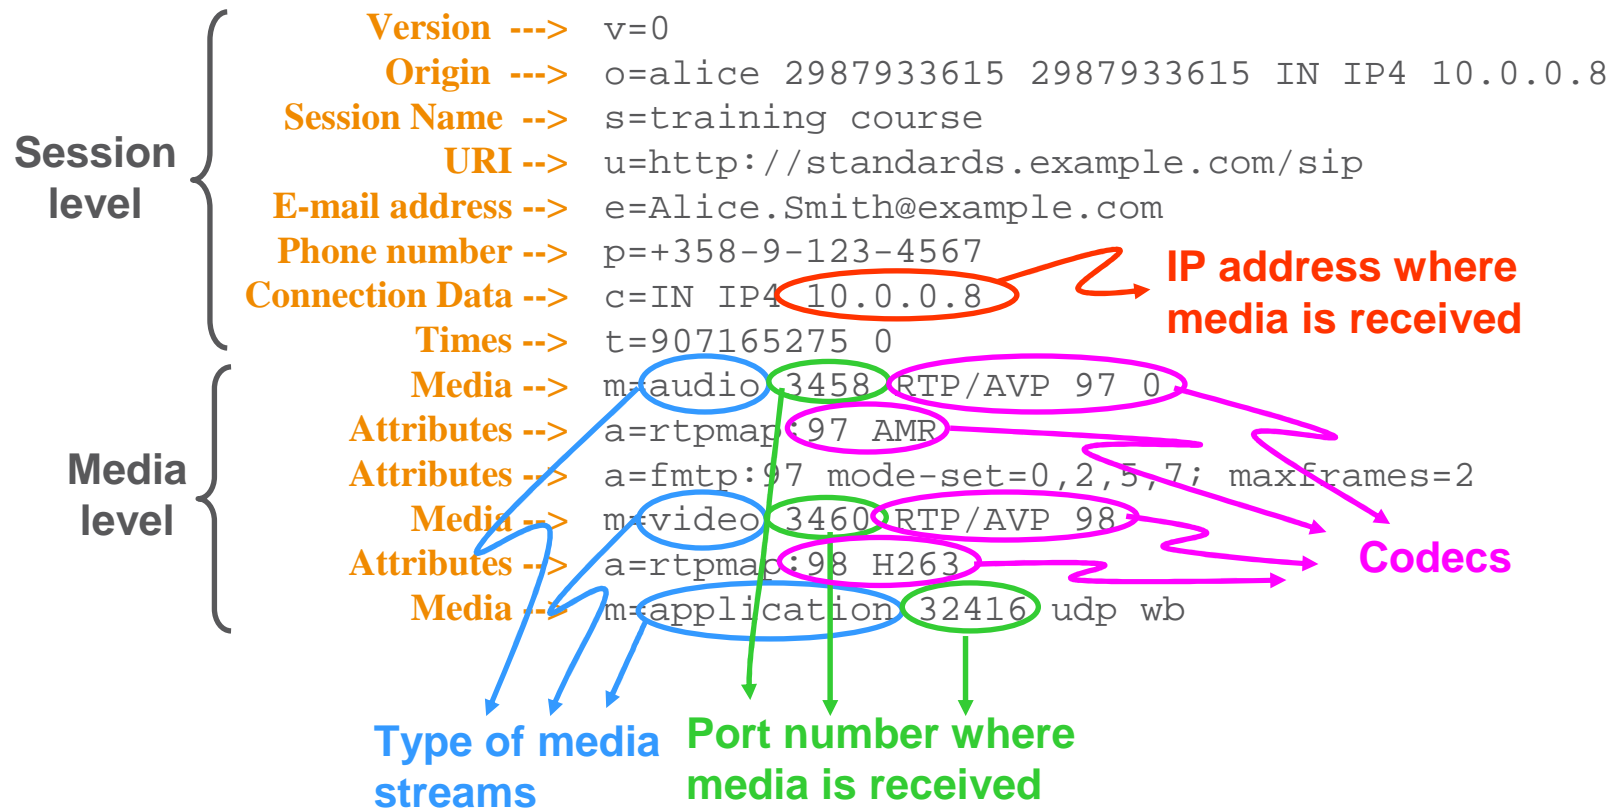 Version ---> v=0
Origin ---> o=alice 2987933615 2987933615 IN IP4 10.0.0.8
Session Name --> s=training course
Session
level
URI --> u=http://standards.example.com/sip
E-mail address --> e=Alice.Smith@example.com
Phone number --> p=+358-9-123-4567
Connection Data --> c=IN IP4 10.0.0.8
IP address where
media is received
Times --> t=907165275 0
Media --> m=audio 3458 RTP/AVP 97 0
Attributes --> a=rtpmap:97 AMR
Media
level
Attributes --> a=fmtp:97 mode-set=0,2,5,7; maxframes=2
Media --> m=video 3460 RTP/AVP 98
Attributes --> a=rtpmap:98 H263
Codecs
Media --> m=application 32416 udp wb
Type of media
streams
Port number where
media is received